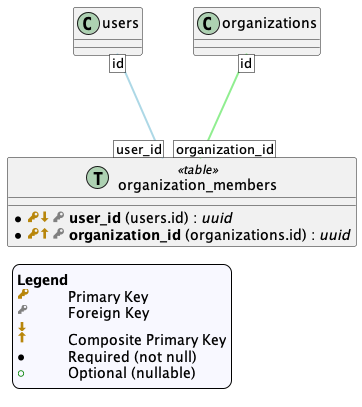 C users
C organizations
id
id
user_id
organization_id
T «table»
organization_members
user_id (users.id) : uuid
organization_id (organizations.id) : uuid
Legend
Primary Key
Foreign Key
Composite Primary Key
Required (not null)
Optional (nullable)